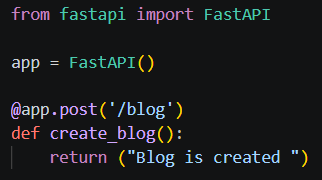 from fastapi import FastAPI
app = FastAPI()
@app.post('/blog')
def create_blog():
    return ("Blog is created ")